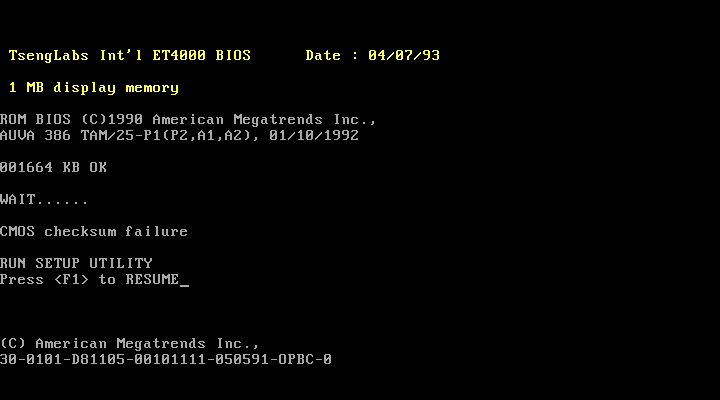 TsengLabs Int'l ET4000 BIOS Date : 04/07/93
1 MB display memory
ROM BIOS (C)1990 American Megatrends Inc.,
AUVA 386 TAM/25-P1(P2,A1,A2), 01/10/1992
001664 KB OK
WAIT......
CMOS checksum failure
RUN SETUP UTILITY
Press <F1> to RESUME_
(C) American Megatrends Inc.,
30-0101-D81105-00101111-050591-OPBC-0